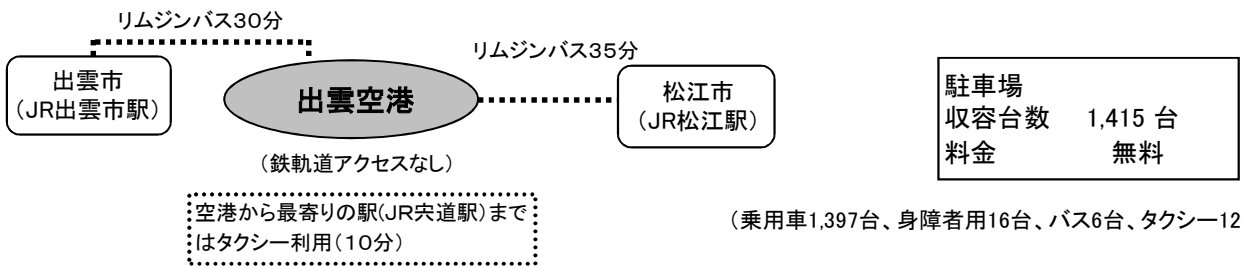 リムジンバス30分
リムジンバス35分
出雲市
(JR出雲市駅)
出雲空港
松江市
(JR松江駅)
(鉄軌道アクセスなし)
空港から最寄りの駅(JR宍道駅)まで
はタクシー利用(10分)
駐車場
収容台数 1,415 台
料金 無料
(乗用車1,397台、身障者用16台、バス6台、タクシー12